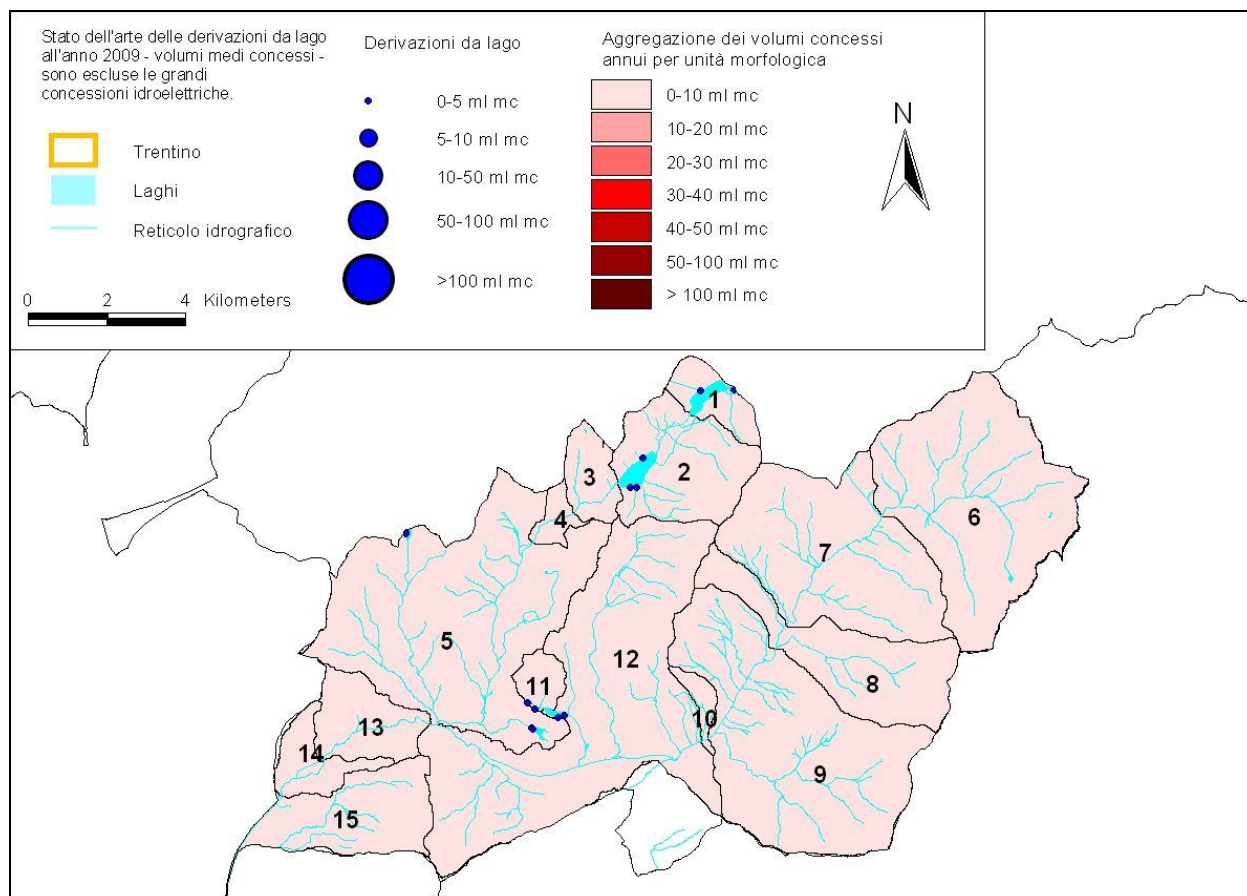 Stato dell'arte delle derivazioni da lago
all'anno 2009 - volumi medi concessi -
sono escluse le grandi
concessioni idroelettriche.
Trentino
Laghi
Reticolo idrografico
0 2 4 Kilometers
Derivazioni da lago
0-5 ml mc
5-10 ml mc
10-50 ml mc
50-100 ml mc
>100 ml mc
Aggregazione dei volumi concessi
annui per unità morfologica
0-10 ml mc
10-20 ml mc
20-30 ml mc
30-40 ml mc
40-50 ml mc
50-100 mc
> 100 ml mc
N
1
2
3
4
6
7
5
12
11
8
10
13
14
9
15